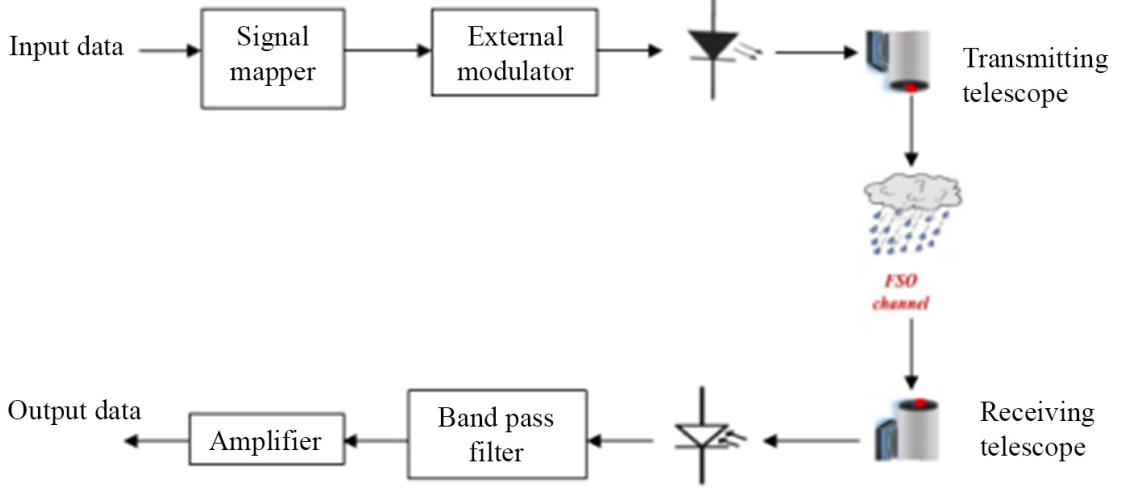 Input data
Signal
mapper
External
modulator
Transmitting
telescope
FSO
channel
Output data
Amplifier
Band pass
filter
Receiving
telescope